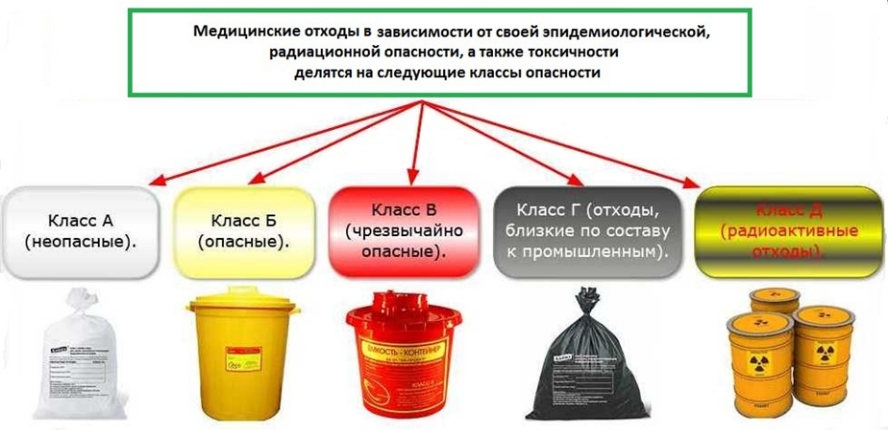 Медицинские отходы в зависимости от своей эпидемиологической,
радиационной опасности, а также токсичности
делятся на следующие классы опасности
Класс А
(неопасные).
Класс Б
(опасные).
Класс В
(чрезвычайно
опасные).
Класс Г (отходы,
близкие по составу
к промышленным).
Класс Д
(радиоактивные
отходы).
ЕМКОСТЬ - КОНТЕЙНЕР
КЛАСС В